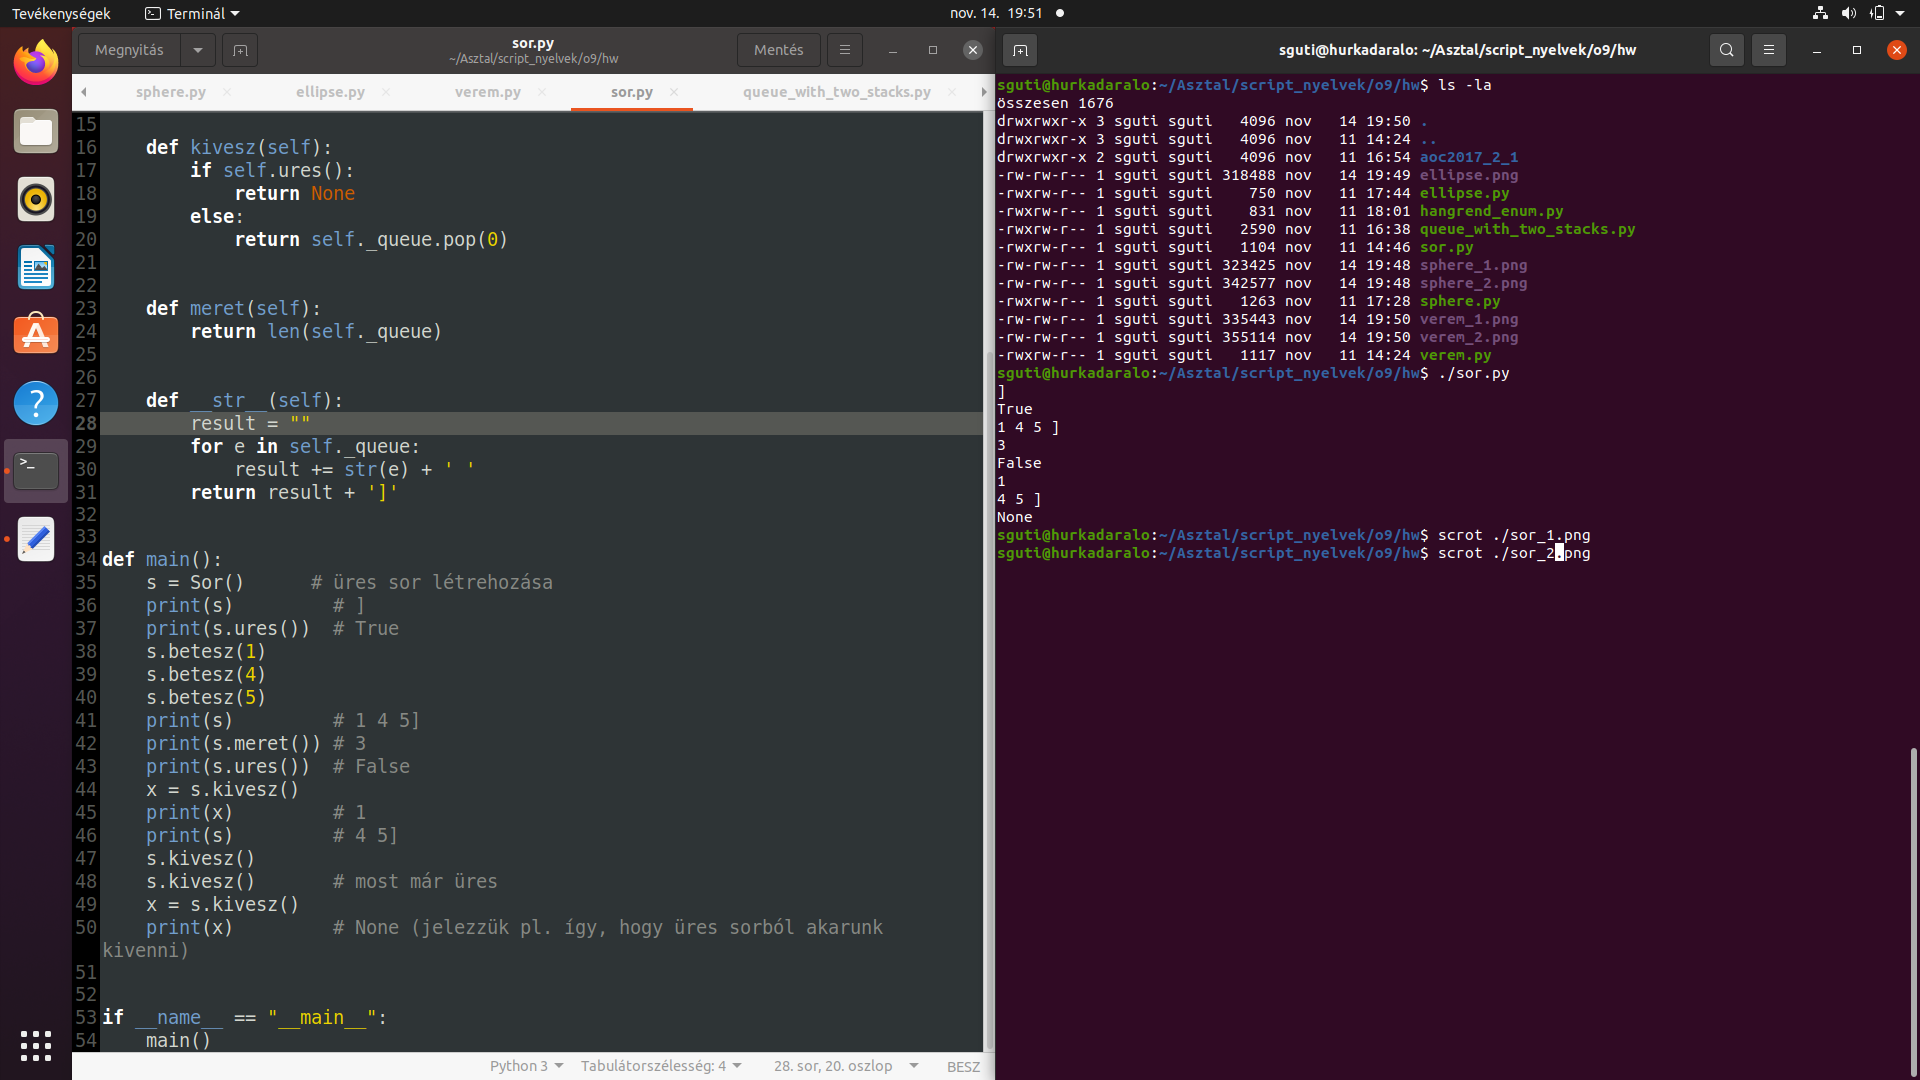 Tevékenységek
Terminál
nov. 14. 19:51
Megnyitás
sor.py
~/Asztal/script_nyelvek/o9/hw
Mentés
sphere.py
ellipse.py
verem.py
sor.py
queue_with_two_stacks.py
15
16 def kivesz(self):
17 if self.ures():
18 return None
19 else:
20 return self._queue.pop(0)
21
22
23 def meret(self):
24 return len(self._queue)
25
26
27 def __str__(self):
28 result = ""
29 for e in self._queue:
30 result += str(e) + ' '
31 return result + ']'
32
33
34 def main():
35 s = Sor() # üres sor létrehozása
36 print(s) # ]
37 print(s.ures()) # True
38 s.betesz(1)
39 s.betesz(4)
40 s.betesz(5)
41 print(s) # 1 4 5]
42 print(s.meret()) # 3
43 print(s.ures()) # False
44 x = s.kivesz()
45 print(x) # 1
46 print(s) # 4 5]
47 s.kivesz()
48 s.kivesz() # most már üres
49 x = s.kivesz()
50 print(x) # None (jelezzük pl. így, hogy üres sorból akarunk
kivenni)
51
52
53 if __name__ == "__main__":
54 main()
Python 3
Tabulátorszélesség: 4
28. sor, 20. oszlop
BESZ
sguti@hurkadaralo: ~/Asztal/script_nyelvek/o9/hw
sguti@hurkadaralo:~/Asztal/script_nyelvek/o9/hw$ ls -la
összesen 1676
drwxrwxr-x 3 sguti sguti 4096 nov 14 19:50 .
drwxrwxr-x 3 sguti sguti 4096 nov 11 14:24 ..
drwxrwxr-x 2 sguti sguti 4096 nov 11 16:54 aoc2017_2_1
-rw-rw-r-- 1 sguti sguti 318488 nov 14 19:49 ellipse.png
-rwxrw-r-- 1 sguti sguti 750 nov 11 17:44 ellipse.py
-rwxrw-r-- 1 sguti sguti 831 nov 11 18:01 hangrend_enum.py
-rwxrw-r-- 1 sguti sguti 2590 nov 11 16:38 queue_with_two_stacks.py
-rwxrw-r-- 1 sguti sguti 1104 nov 11 14:46 sor.py
-rw-rw-r-- 1 sguti sguti 323425 nov 14 19:48 sphere_1.png
-rw-rw-r-- 1 sguti sguti 342577 nov 14 19:48 sphere_2.png
-rwxrw-r-- 1 sguti sguti 1263 nov 11 17:28 sphere.py
-rw-rw-r-- 1 sguti sguti 335443 nov 14 19:50 verem_1.png
-rw-rw-r-- 1 sguti sguti 355114 nov 14 19:50 verem_2.png
-rwxrw-r-- 1 sguti sguti 1117 nov 11 14:24 verem.py
sguti@hurkadaralo:~/Asztal/script_nyelvek/o9/hw$ ./sor.py
]
True
1 4 5 ]
3
False
1
4 5 ]
None
sguti@hurkadaralo:~/Asztal/script_nyelvek/o9/hw$ scrot ./sor_1.png
sguti@hurkadaralo:~/Asztal/script_nyelvek/o9/hw$ scrot ./sor_2.png